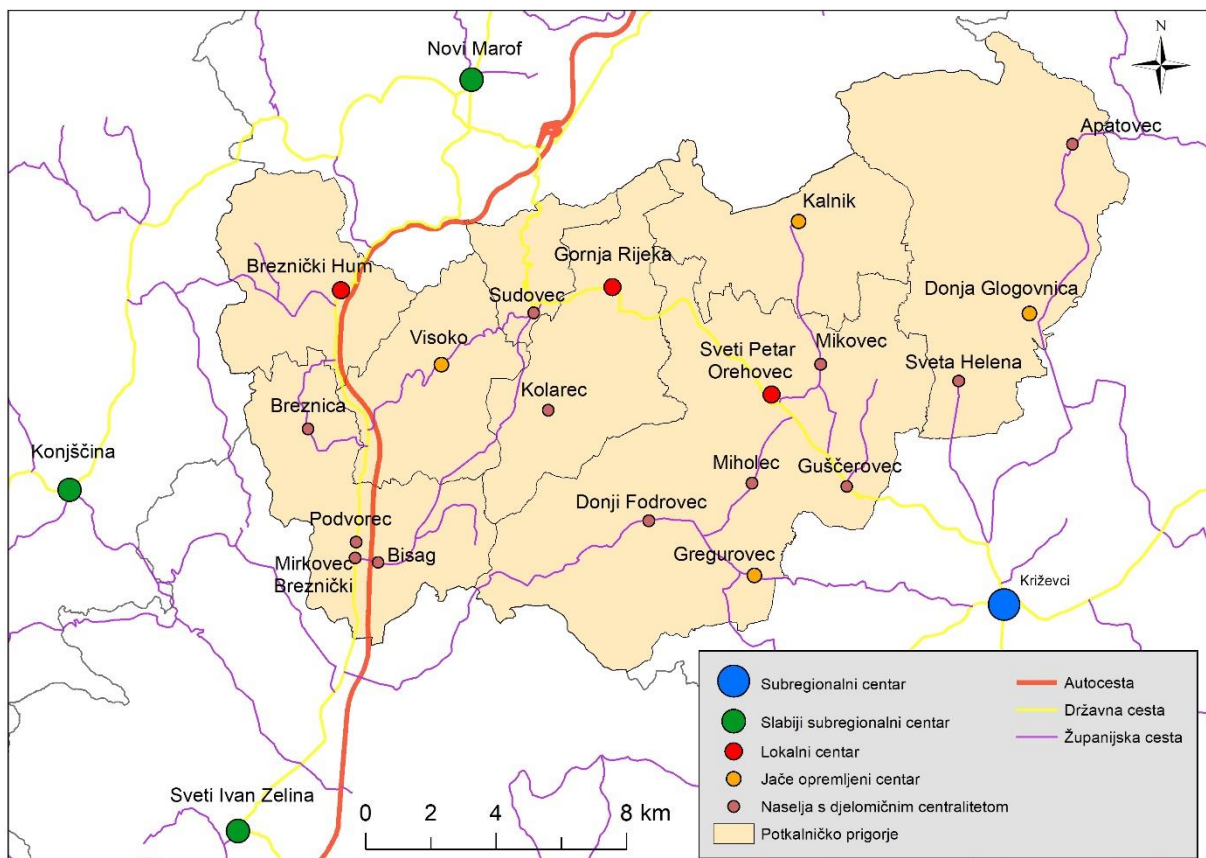 N
Novi Marof
Apatovec
Kalnik
Gornja Rijeka
Breznički Hum
Donja Glogovnica
Sudovec
Visoko
Mikovec
Sveti Petar
Orehovec
Sveta Helena
Kolarec
Breznica
Konjščina
Miholec
Guščerovec
Donji Fodrovec
Podvorec
Mirkovec
Breznički
Bisag
Gregurovec
Križevci
Sveti Ivan Zelina
0 2 4 8 km
Subregionalni centar
Slabiji subregionalni centar
Lokalni centar
Jače opremljeni centar
Naselja s djelomičnim centralitetom
Potkalničko prigorje
Autocesta
Državna cesta
Županijska cesta